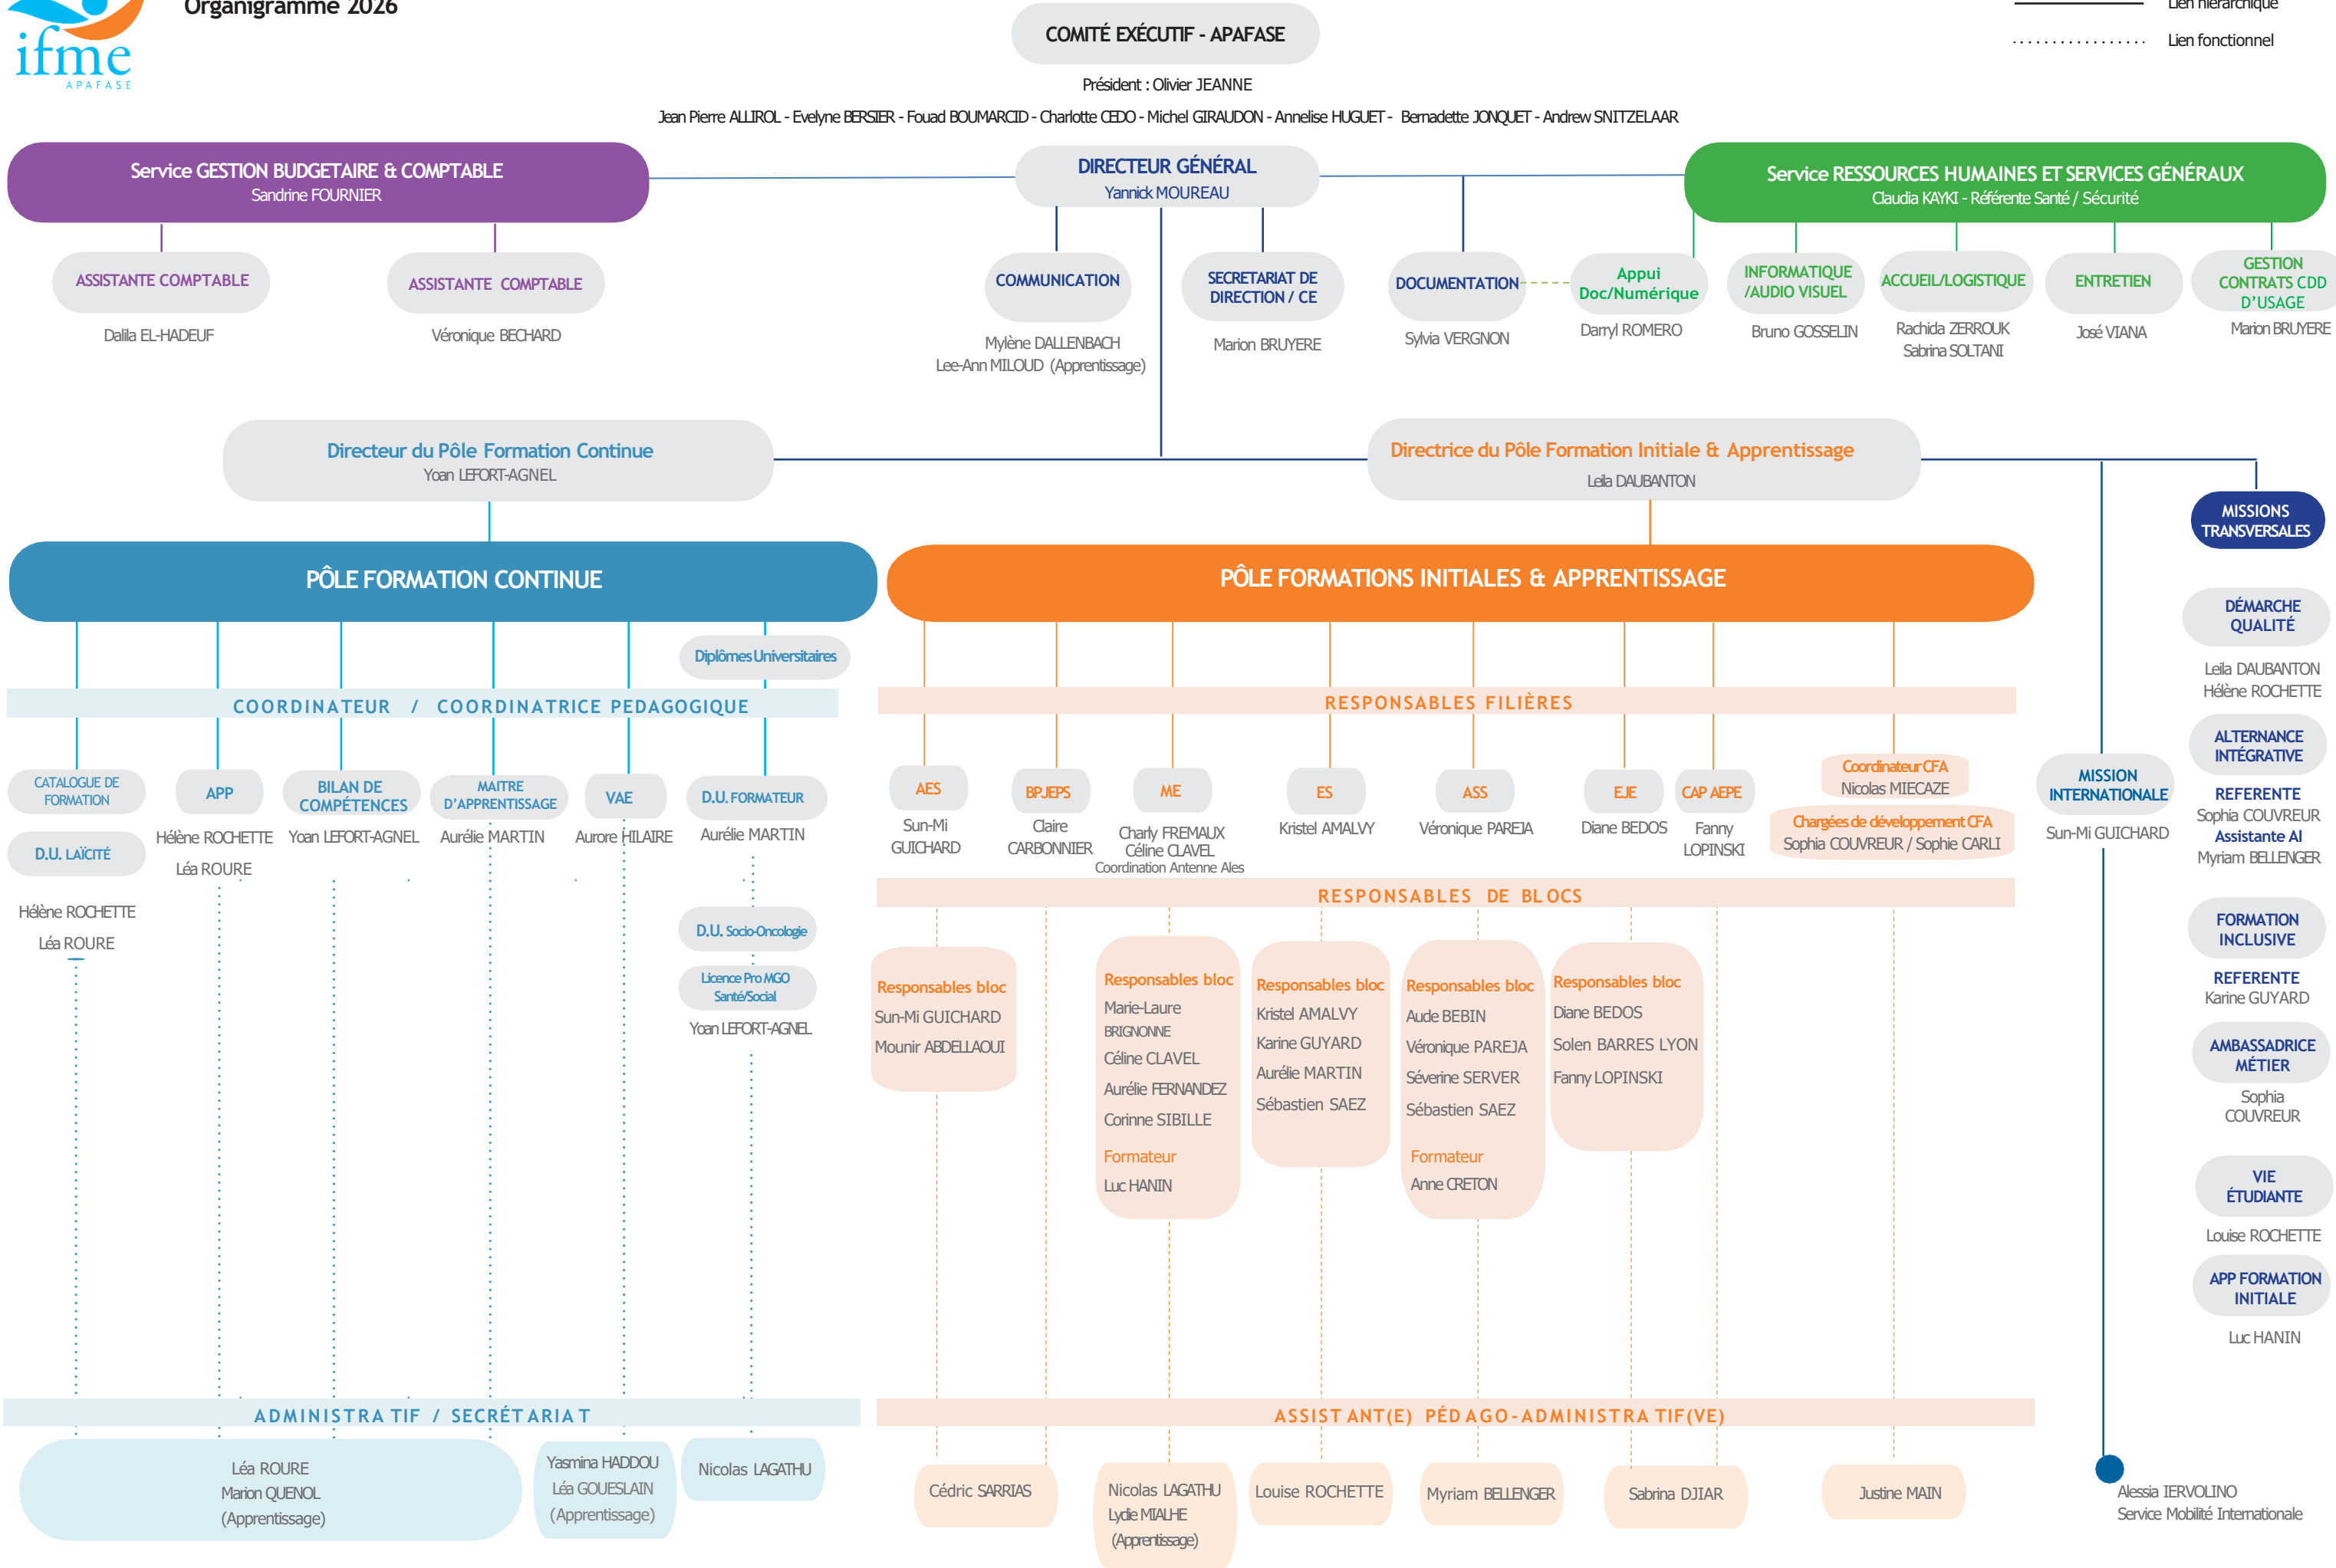 Organigramme 2026
ifme
APAFASE
Lien hiérarchique
Lien fonctionnel
COMITÉ EXÉCUTIF - APAFASE
Président : Olivier JEANNE
Jean Pierre ALLIROL - Evelyne BERSIER - Fouad BOUMARCID - Charlotte CEDO - Michel GIRAUDON - Annelise HUGUET - Bernadette JONQUET - Andrew SNITZELAAR
Service GESTION BUDGETAIRE & COMPTABLE
Sandrine FOURNIER
DIRECTEUR GÉNÉRAL
Yannick MOUREAU
Service RESSOURCES HUMAINES ET SERVICES GÉNÉRAUX
Claudia KAYKI - Référente Santé / Sécurité
ASSISTANTE COMPTABLE
Dalila EL-HADEUF
ASSISTANTE COMPTABLE
Véronique BECHARD
COMMUNICATION
Mylène DALLENBACH
Lee-Ann MILOUD (Apprentissage)
SECRETARIAT DE
DIRECTION / CE
Marion BRUYERE
DOCUMENTATION
Sylvia VERGNON
Appui
Doc/Numérique
Darryl ROMERO
INFORMATIQUE
/AUDIO VISUEL
Bruno GOSSELIN
ACCUEIL/LOGISTIQUE
Rachida ZERROUK
Sabrina SOLTANI
ENTRETIEN
José VIANA
GESTION
CONTRATS CDD
D'USAGE
Marion BRUYERE
Directeur du Pôle Formation Continue
Yoan LEFORT-AGNEL
Directrice du Pôle Formation Initiale & Apprentissage
Leila DAUBANTON
PÔLE FORMATION CONTINUE
Diplômes Universitaires
COORDINATEUR / COORDINATRICE PEDAGOGIQUE
CATALOGUE DE
FORMATION
D.U. LAÏCITÉ
Hélène ROCHETTE
Léa ROURE
APP
Hélène ROCHETTE
Léa ROURE
BILAN DE
COMPÉTENCES
Yoan LEFORT-AGNEL
MAITRE
D'APPRENTISSAGE
Aurélie MARTIN
VAE
Aurore HILAIRE
D.U. FORMATEUR
Aurélie MARTIN
D.U. Socio-Oncologie
Licence Pro MGO
Santé/Social
Yoan LEFORT-AGNEL
ADMINISTRATIF / SECRÉTARIAT
Léa ROURE
Marion QUENOL
(Apprentissage)
Yasmina HADDOU
Léa GOUESLAIN
(Apprentissage)
Nicolas LAGATHU
PÔLE FORMATIONS INITIALES & APPRENTISSAGE
RESPONSABLES FILIÈRES
AES
Sun-Mi
GUICHARD
BPJEPS
Claire
CARBONNIER
ME
Charly FREMAUX
Céline CLAVEL
Coordination Antenne Ales
ES
Kristel AMALVY
ASS
Véronique PAREJA
EJE
Diane BEDOS
CAP AEPE
Fanny
LOPINSKI
Coordinateur CFA
Nicolas MIECAZE
Chargées de développement CFA
Sophia COUVREUR / Sophie CARLI
RESPONSABLES DE BLOCS
Responsables bloc
Sun-Mi GUICHARD
Mounir ABDELLAOUI
Responsables bloc
Marie-Laure
BRIGNONNE
Céline CLAVEL
Aurélie FERNANDEZ
Corinne SIBILLE
Formateur
Luc HANIN
Responsables bloc
Kristel AMALVY
Karine GUYARD
Aurélie MARTIN
Sébastien SAEZ
Responsables bloc
Aude BEBIN
Véronique PAREJA
Séverine SERVER
Sébastien SAEZ
Formateur
Anne CRETON
Responsables bloc
Diane BEDOS
Solen BARRES LYON
Fanny LOPINSKI
ASSISTANT(E) PÉDAGO-ADMINISTRATIF(VE)
Cédric SARRIAS
Nicolas LAGATHU
Lydie MIALHE
(Apprentissage)
Louise ROCHETTE
Myriam BELLENGER
Sabrina DJIAR
Justine MAIN
MISSION
INTERNATIONALE
Sun-Mi GUICHARD
Alessia IERVOLINO
Service Mobilité Internationale
MISSIONS
TRANSVERSALES
DÉMARCHE
QUALITÉ
Leila DAUBANTON
Hélène ROCHETTE
ALTERNANCE
INTÉGRATIVE
REFERENTE
Sophia COUVREUR
Assistante AI
Myriam BELLENGER
FORMATION
INCLUSIVE
REFERENTE
Karine GUYARD
AMBASSADRICE
MÉTIER
Sophia
COUVREUR
VIE
ÉTUDIANTE
Louise ROCHETTE
APP FORMATION
INITIALE
Luc HANIN